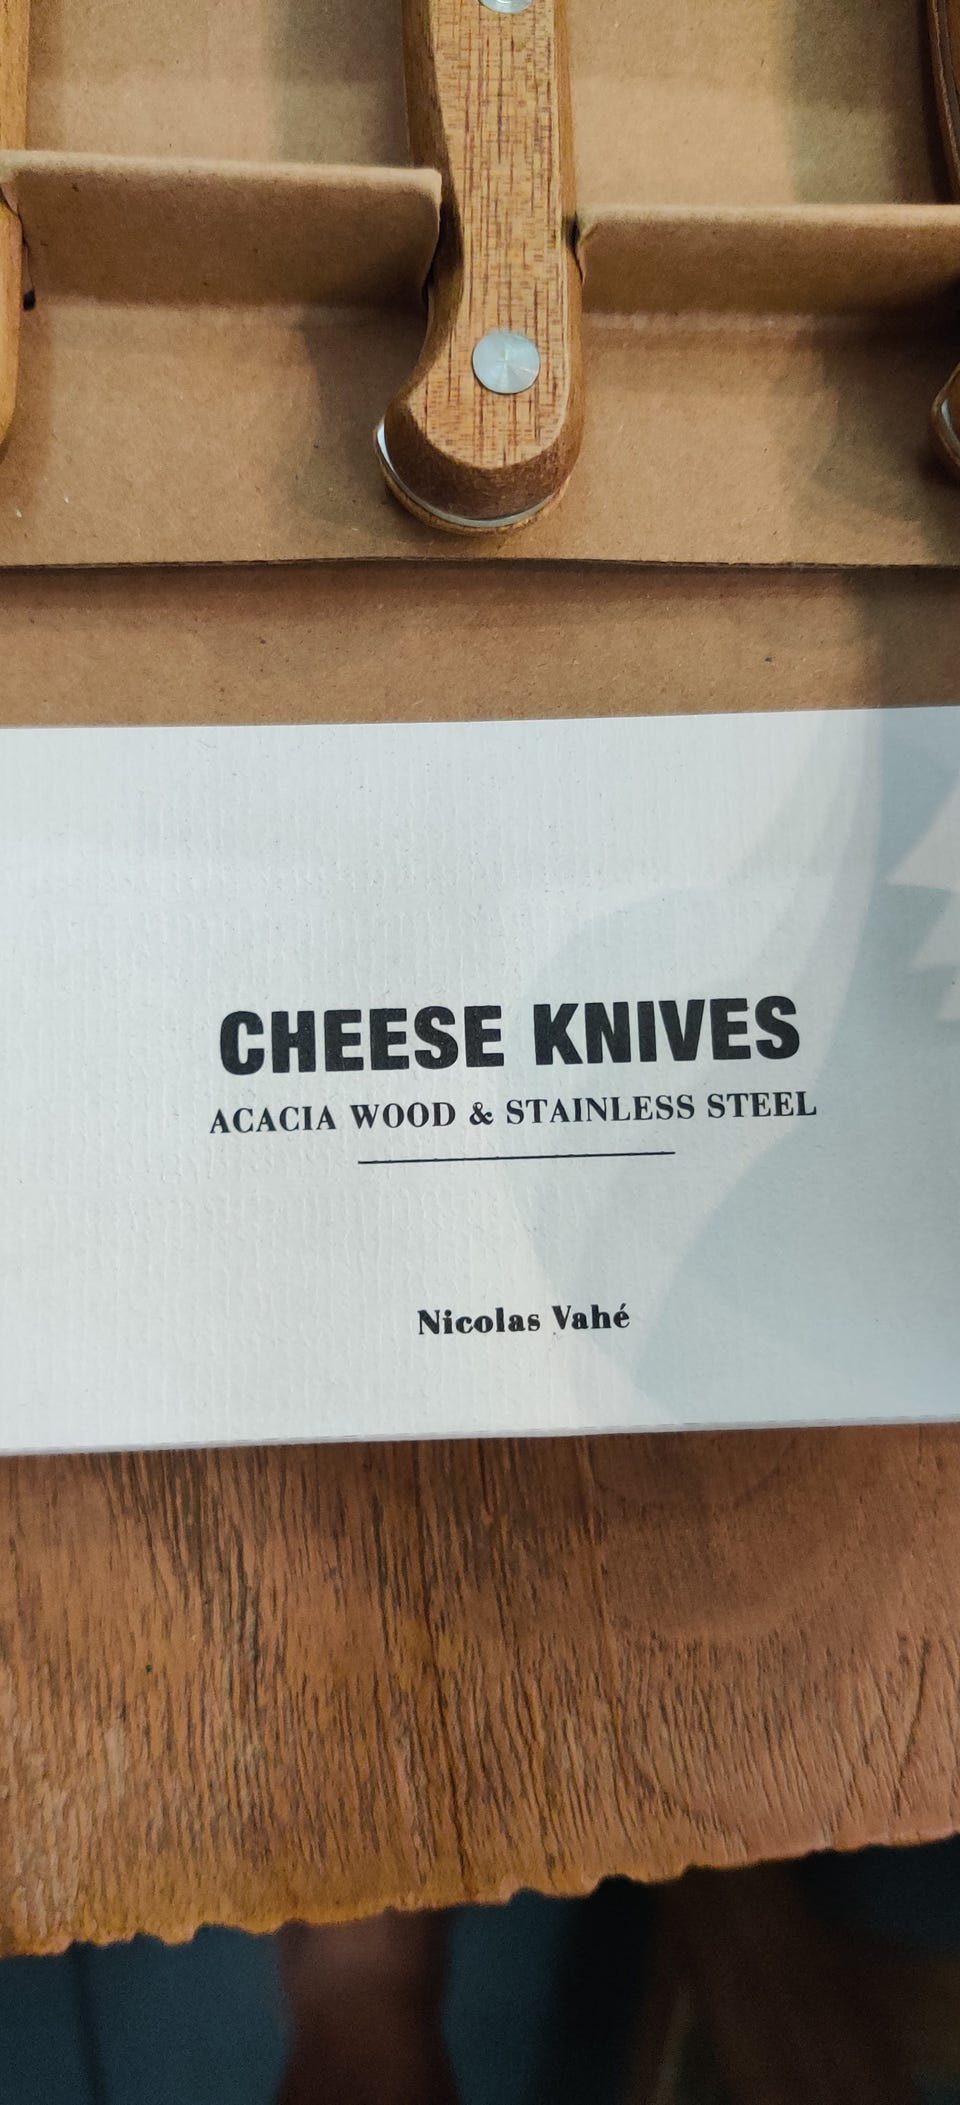 CHEESE KNIVES
ACACIA WOOD & STAINLESS STEEL
Nicolas Vahé